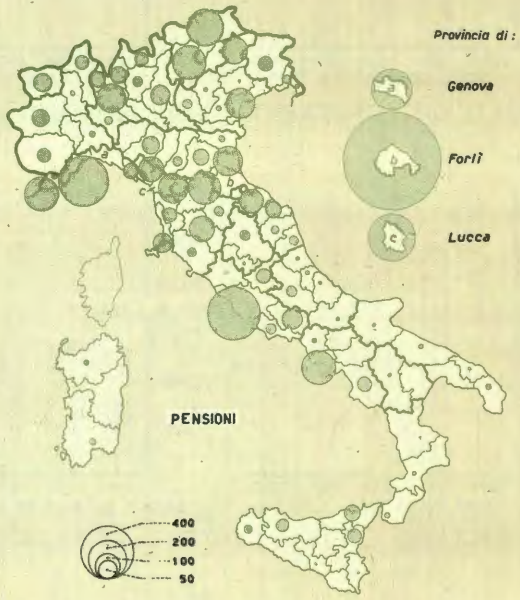 Provincia di :
Genova
Forlì
Lucca
PENSIONI
400
200
100
50